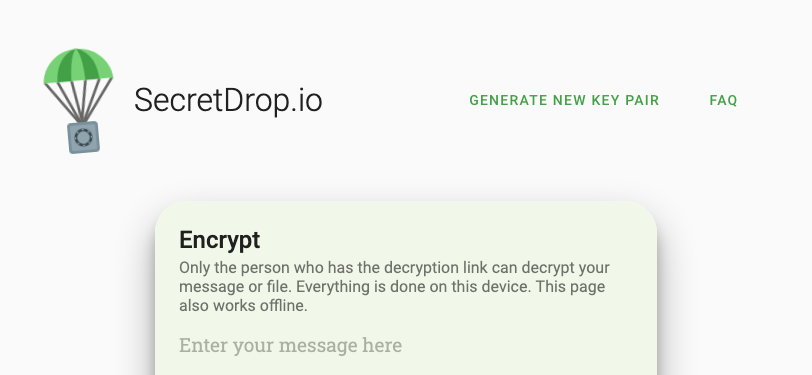 SecretDrop.io
GENERATE NEW KEY PAIR
FAQ
Encrypt
Only the person who has the decryption link can decrypt your
message or file. Everything is done on this device. This page
also works offline.
Enter your message here